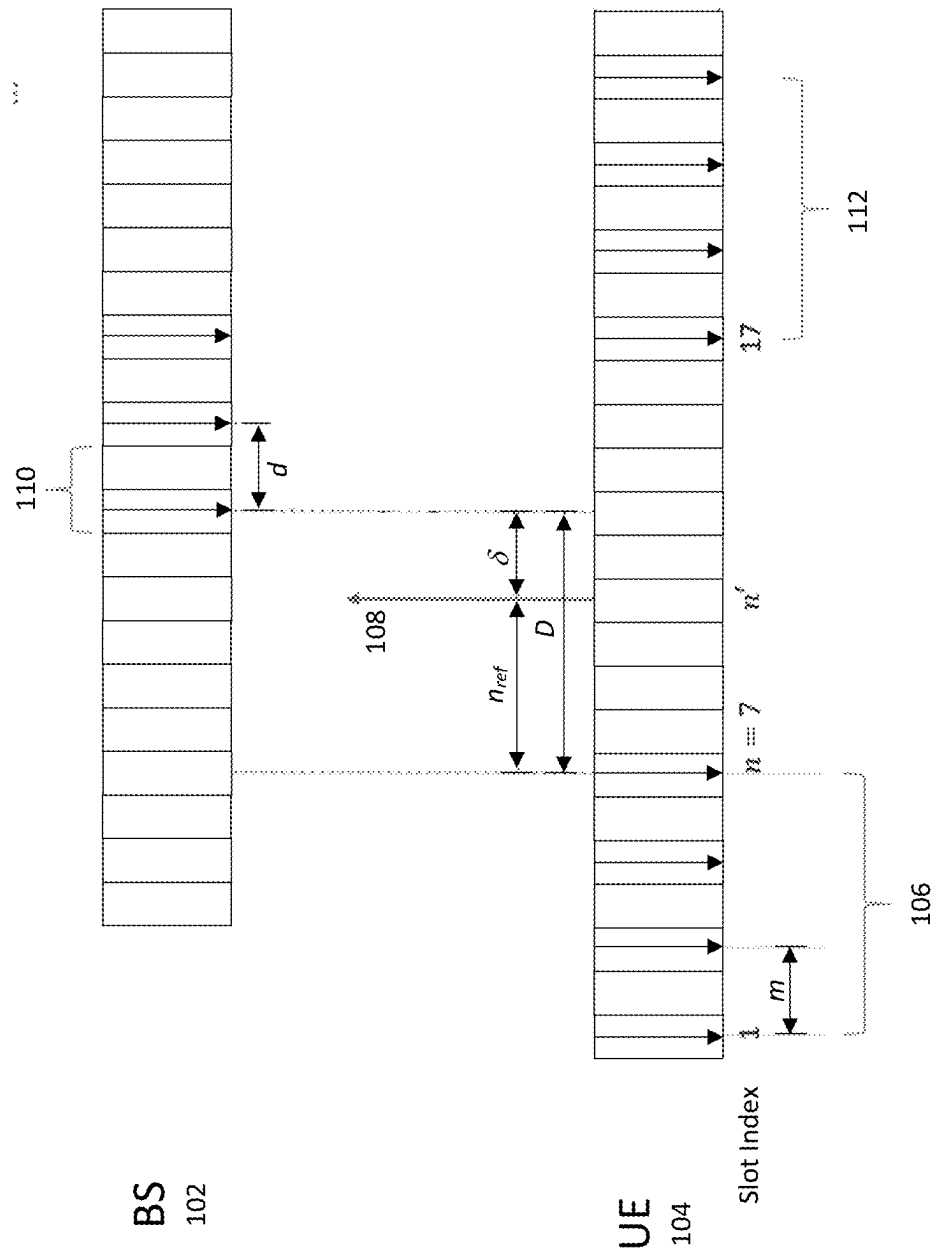 BS
102
110
d
108
δ
n_ref
D
UE
104
n = 7
n′
17
112
1
m
Slot Index
106